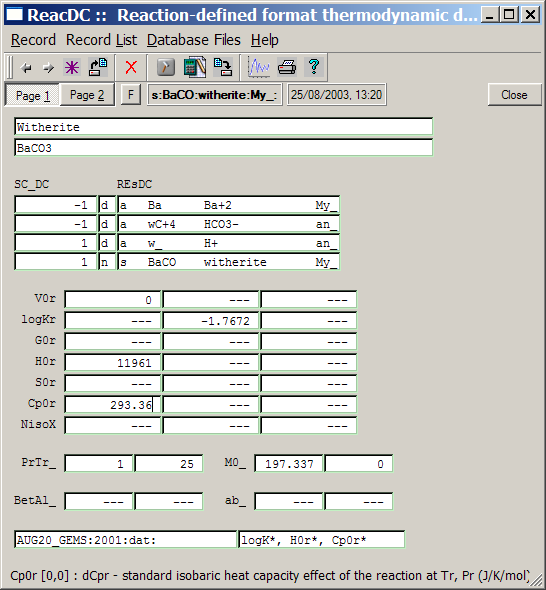 ReacDC :: Reaction-defined format thermodynamic d...
Record Record List Database Files Help
Page 1 Page 2 F s:BaCO:witherite:My_: 25/08/2003, 13:20 Close
Witherite
BaCO3
SC_DC REsDC
-1 d a Ba Ba+2 My_
-1 d a wC+4 HCO3- an_
1 d a w_ H+ an_
1 n s BaCO witherite My_
V0r 0 --- ---
logKr --- -1.7672 ---
G0r --- --- ---
H0r 11961 --- ---
S0r --- --- ---
Cp0r 293.36 --- ---
NisoX --- --- ---
PrTr_ 1 25 M0_ 197.337 0
BetAl_ --- --- ab_ --- ---
AUG20_GEMS:2001:dat: logK*, H0r*, Cp0r*
Cp0r [0,0] : dCpr - standard isobaric heat capacity effect of the reaction at Tr, Pr (J/K/mol)